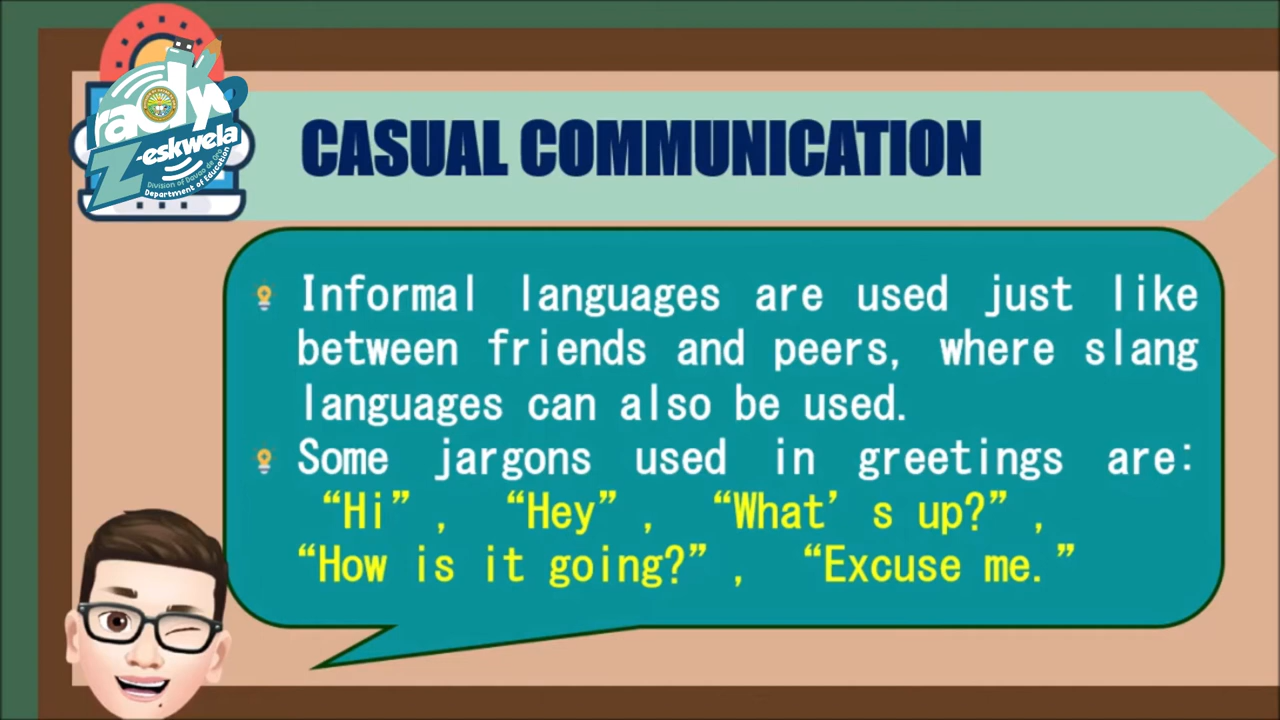 radyo
Z-eskwela
Division of Davao de Oro
Department of Education
CASUAL COMMUNICATION
Informal languages are used just like
between friends and peers, where slang
languages can also be used.
Some jargons used in greetings are:
“Hi”, “Hey”, “What’s up?”,
“How is it going?”, “Excuse me.”